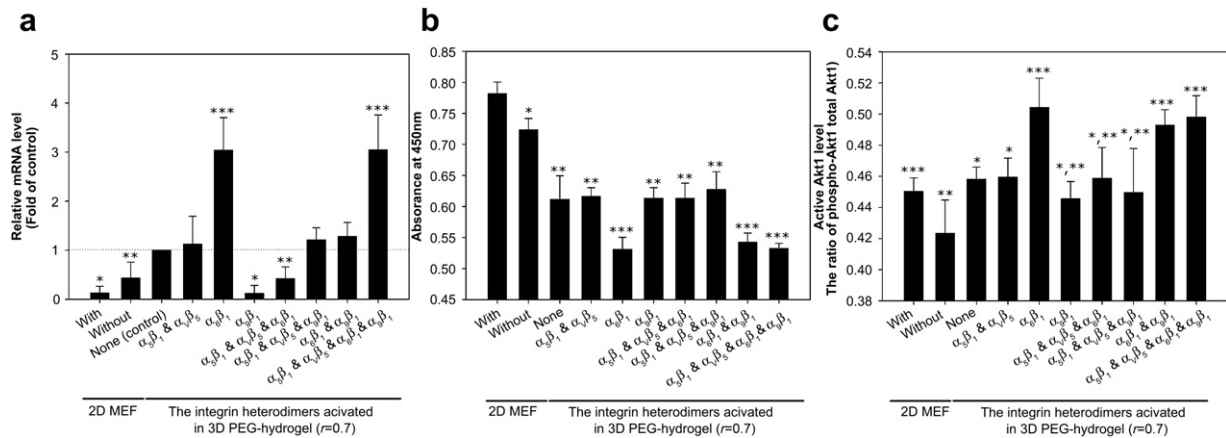 a
Relative mRNA level
(Fold of control)
5
4
3
2
1
0
*
**
***
*
**
***
With
Without
None (control)
α₅β₁ & αᵥβ₅
α₆β₁
α₉β₁
α₅β₁ & αᵥβ₅ & α₆β₁
α₅β₁ & αᵥβ₅ & α₉β₁
α₆β₁ & α₉β₁
α₅β₁ & αᵥβ₅ & α₆β₁ & α₉β₁
2D MEF
The integrin heterodimers acivated
in 3D PEG-hydrogel (r=0.7)
b
Absorance at 450nm
0.85
0.80
0.75
0.70
0.65
0.60
0.55
0.50
0.45
*
**
**
***
**
**
**
***
***
With
Without
None
α₅β₁ & αᵥβ₅
α₆β₁
α₉β₁
α₅β₁ & αᵥβ₅ & α₆β₁
α₅β₁ & αᵥβ₅ & α₉β₁
α₆β₁ & α₉β₁
α₅β₁ & αᵥβ₅ & α₆β₁ & α₉β₁
2D MEF
The integrin heterodimers acivated
in 3D PEG-hydrogel (r=0.7)
c
Active Akt1 level
The ratio of phospho-Akt1 total Akt1)
0.54
0.52
0.50
0.48
0.46
0.44
0.42
0.40
0.38
***
**
*
*
***
*,**
*,**
*,**
***
***
With
Without
None
α₅β₁ & αᵥβ₅
α₆β₁
α₉β₁
α₅β₁ & αᵥβ₅ & α₆β₁
α₅β₁ & αᵥβ₅ & α₉β₁
α₆β₁ & α₉β₁
α₅β₁ & αᵥβ₅ & α₆β₁ & α₉β₁
2D MEF
The integrin heterodimers acivated
in 3D PEG-hydrogel (r=0.7)